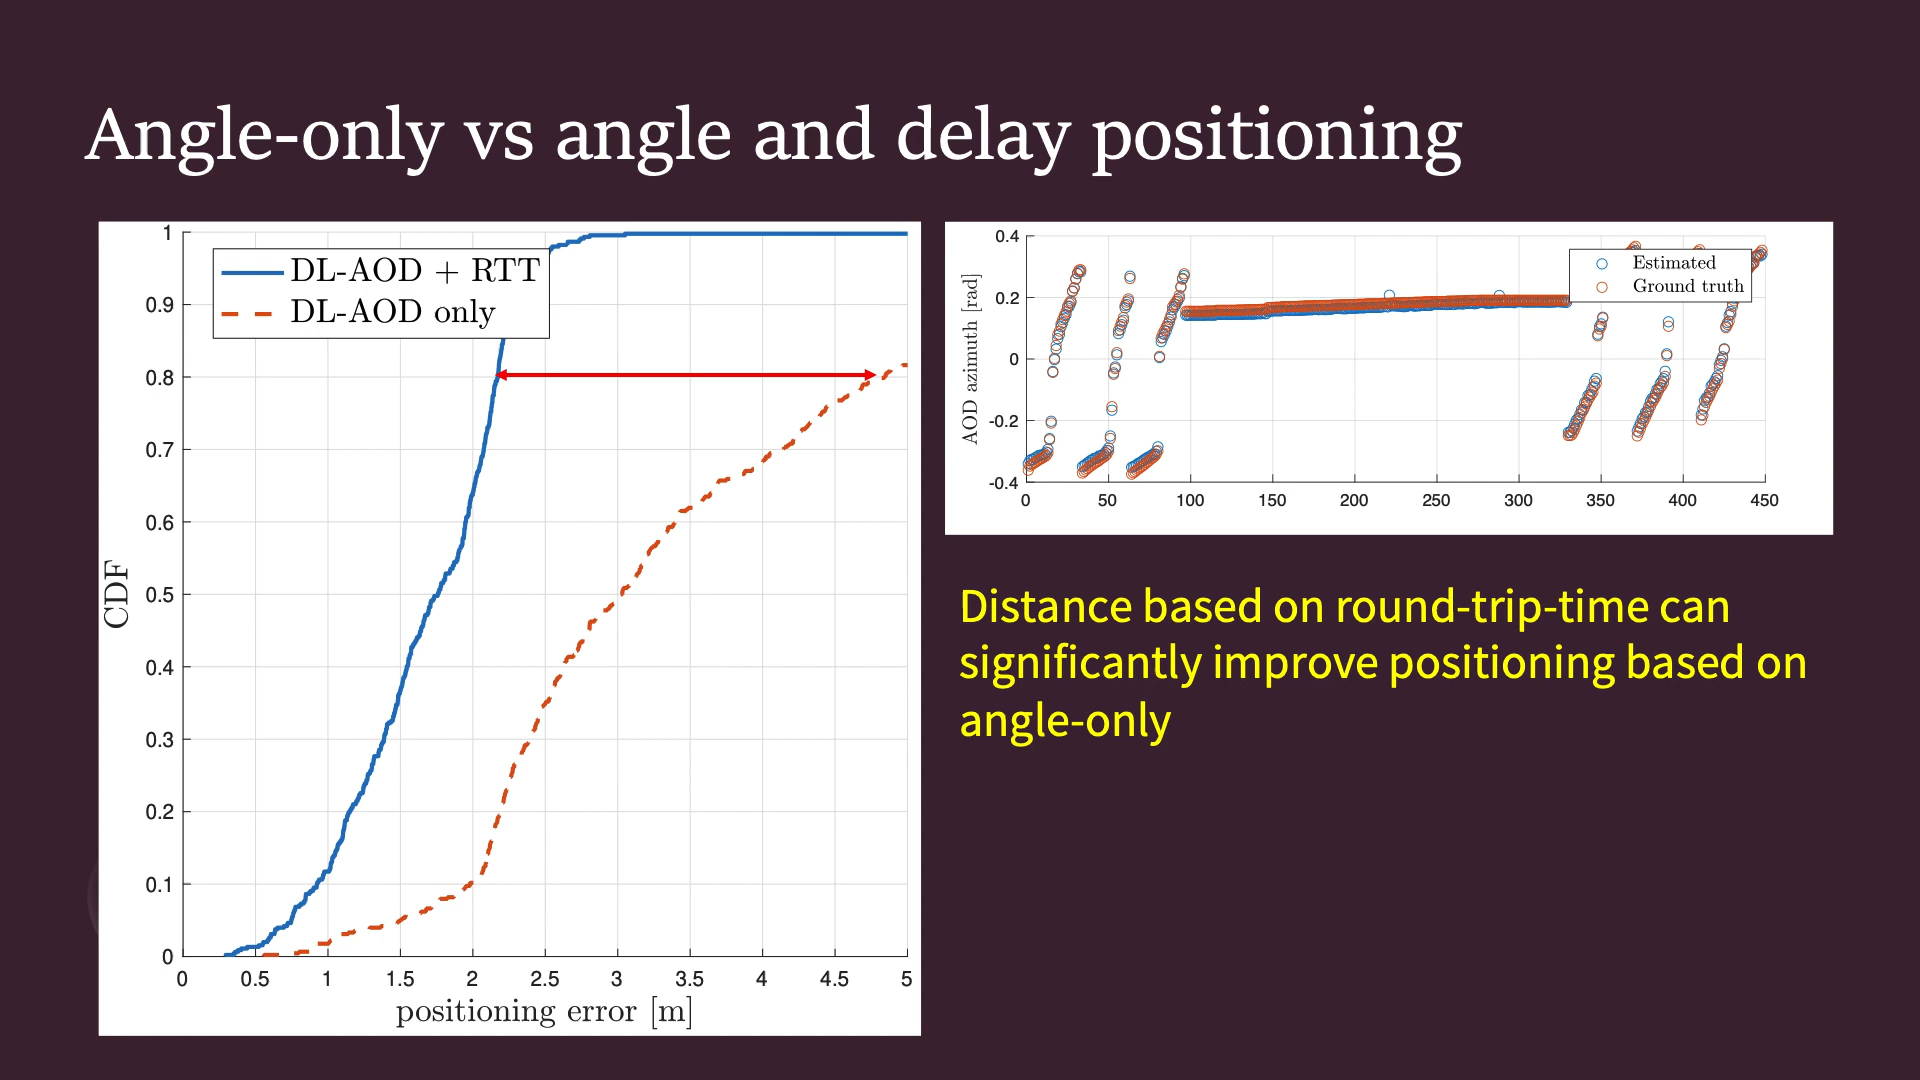 Angle-only vs angle and delay positioning
1
0.9
0.8
0.7
0.6
0.5
0.4
0.3
0.2
0.1
0
CDF
DL-AOD + RTT
DL-AOD only
0 0.5 1 1.5 2 2.5 3 3.5 4 4.5 5
positioning error [m]
0.4
0.2
0
-0.2
-0.4
AOD azimuth [rad]
Estimated
Ground truth
0 50 100 150 200 250 300 350 400 450
Distance based on round-trip-time can
significantly improve positioning based on
angle-only